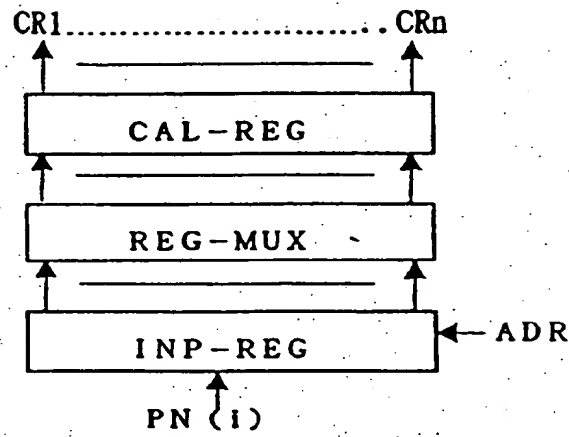 CR1.................................CRn
CAL-REG
REG-MUX
INP-REG
ADR
PN(i)